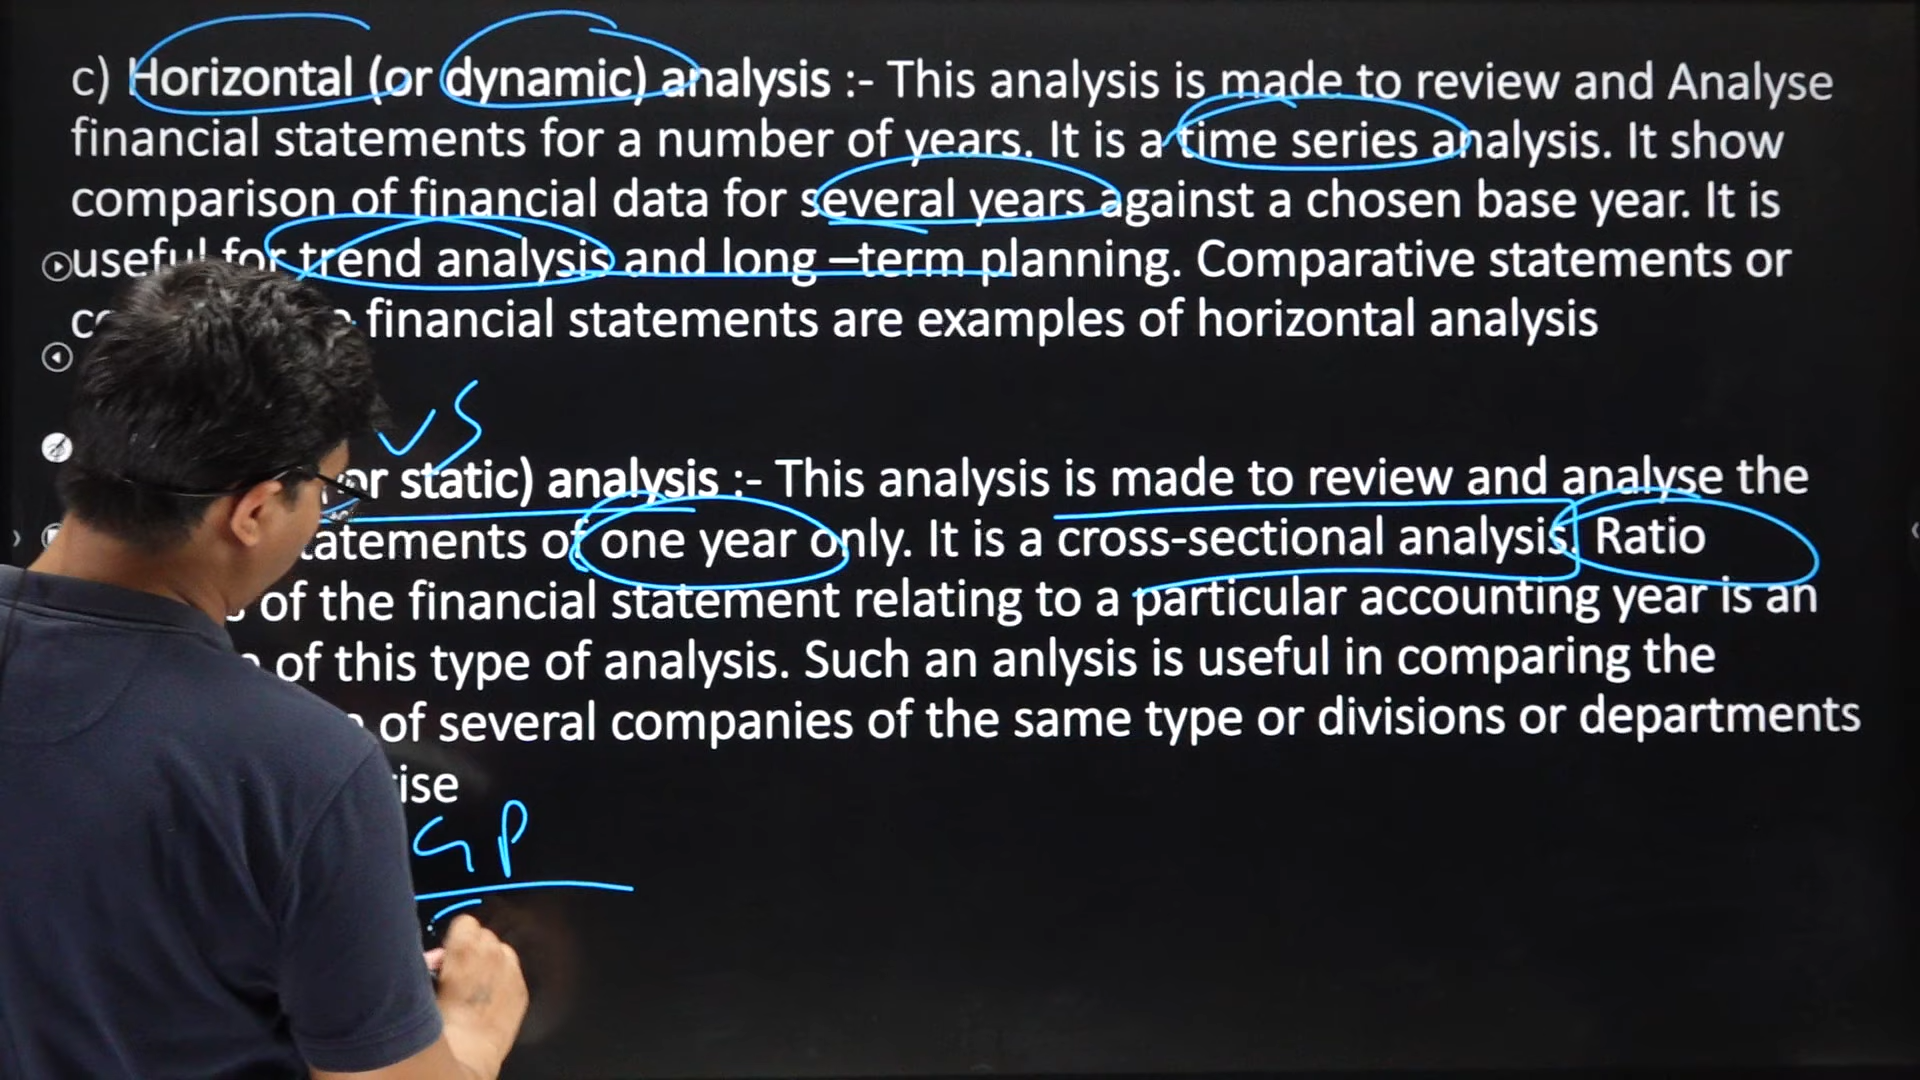 c) Horizontal (or dynamic) analysis :- This analysis is made to review and Analyse
financial statements for a number of years. It is a time series analysis. It show
comparison of financial data for several years against a chosen base year. It is
useful for trend analysis and long –term planning. Comparative statements or
financial statements are examples of horizontal analysis
VS
(or static) analysis :- This analysis is made to review and analyse the
of one year only. It is a cross-sectional analysis. Ratio
of the financial statement relating to a particular accounting year is an
of this type of analysis. Such an anlysis is useful in comparing the
of several companies of the same type or divisions or departments
GP